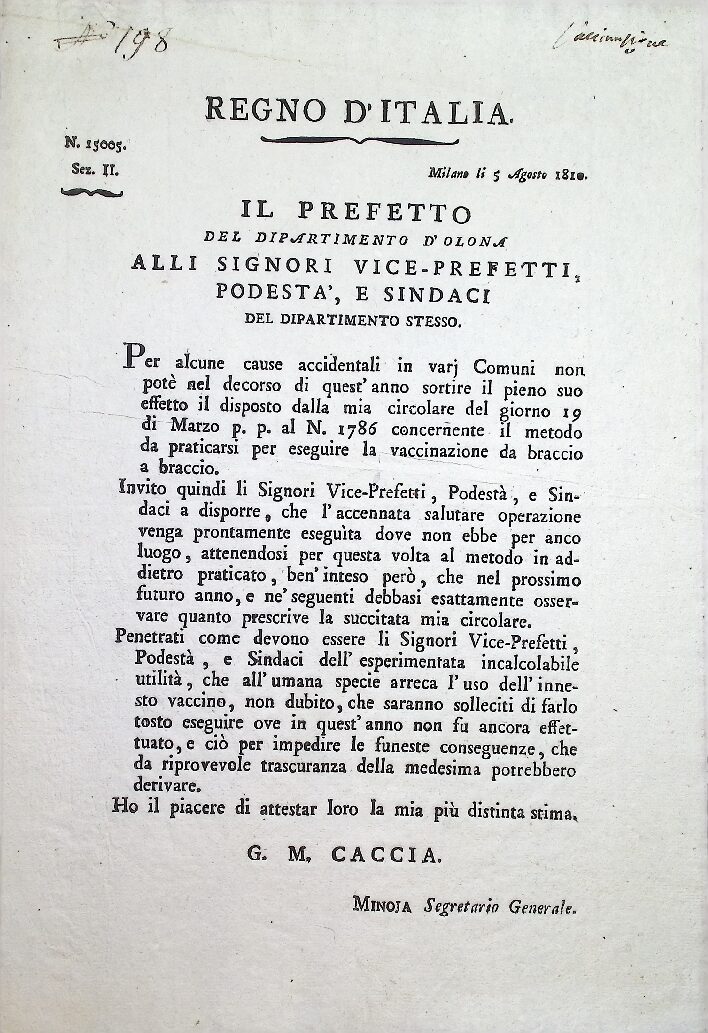 N.º 198
Vaccinazione
REGNO D'ITALIA.
N. 15005.
Sez. II.
Milano li 5 Agosto 1810.
IL PREFETTO
DEL DIPARTIMENTO D'OLONA
ALLI SIGNORI VICE-PREFETTI,
PODESTA', E SINDACI
DEL DIPARTIMENTO STESSO.
Per alcune cause accidentali in varj Comuni non
potè nel decorso di quest'anno sortire il pieno suo
effetto il disposto dalla mia circolare del giorno 19
di Marzo p. p. al N. 1786 concernente il metodo
da praticarsi per eseguire la vaccinazione da braccio
a braccio.
Invito quindi li Signori Vice-Prefetti, Podestà, e Sin-
daci a disporre, che l'accennata salutare operazione
venga prontamente eseguita dove non ebbe per anco
luogo, attenendosi per questa volta al metodo in ad-
dietro praticato, ben'inteso però, che nel prossimo
futuro anno, e ne'seguenti debbasi esattamente osser-
vare quanto prescrive la succitata mia circolare.
Penetrati come devono essere li Signori Vice-Prefetti,
Podestà, e Sindaci dell'esperimentata incalcolabile
utilità, che all'umana specie arreca l'uso dell'inne-
sto vaccino, non dubito, che saranno solleciti di farlo
tosto eseguire ove in quest'anno non fu ancora effet-
tuato, e ciò per impedire le funeste conseguenze, che
da riprovevole trascuranza della medesima potrebbero
derivare.
Ho il piacere di attestar loro la mia più distinta stima.
G. M. CACCIA.
MINOJA Segretario Generale.